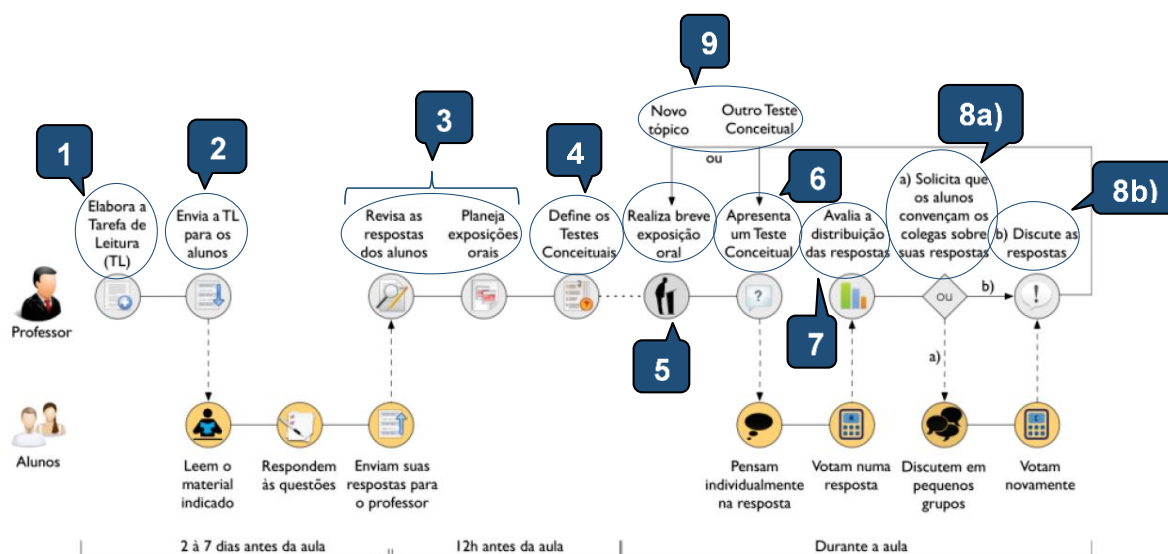 9
Novo
tópico
Outro Teste
Conceitual
ou
1
2
3
4
6
8a)
8b)
Elabora a
Tarefa de
Leitura
(TL)
Envia a TL
para os
alunos
Revisa as
respostas
dos alunos
Planeja
exposições
orais
Define os
Testes
Conceituais
Realiza breve
exposição
oral
Apresenta
um Teste
Conceitual
Avalia a
distribuição
das respostas
a) Solicita que
os alunos
convençam os
colegas sobre
suas respostas
b) Discute as
respostas
Professor
?
ou
b)
!
5
7
a)
Alunos
Leem o
material
indicado
Respondem
às questões
Enviam suas
respostas para
o professor
Pensam
individualmente
na resposta
Votam numa
resposta
Discutem em
pequenos
grupos
Votam
novamente
2 à 7 dias antes da aula
12h antes da aula
Durante a aula